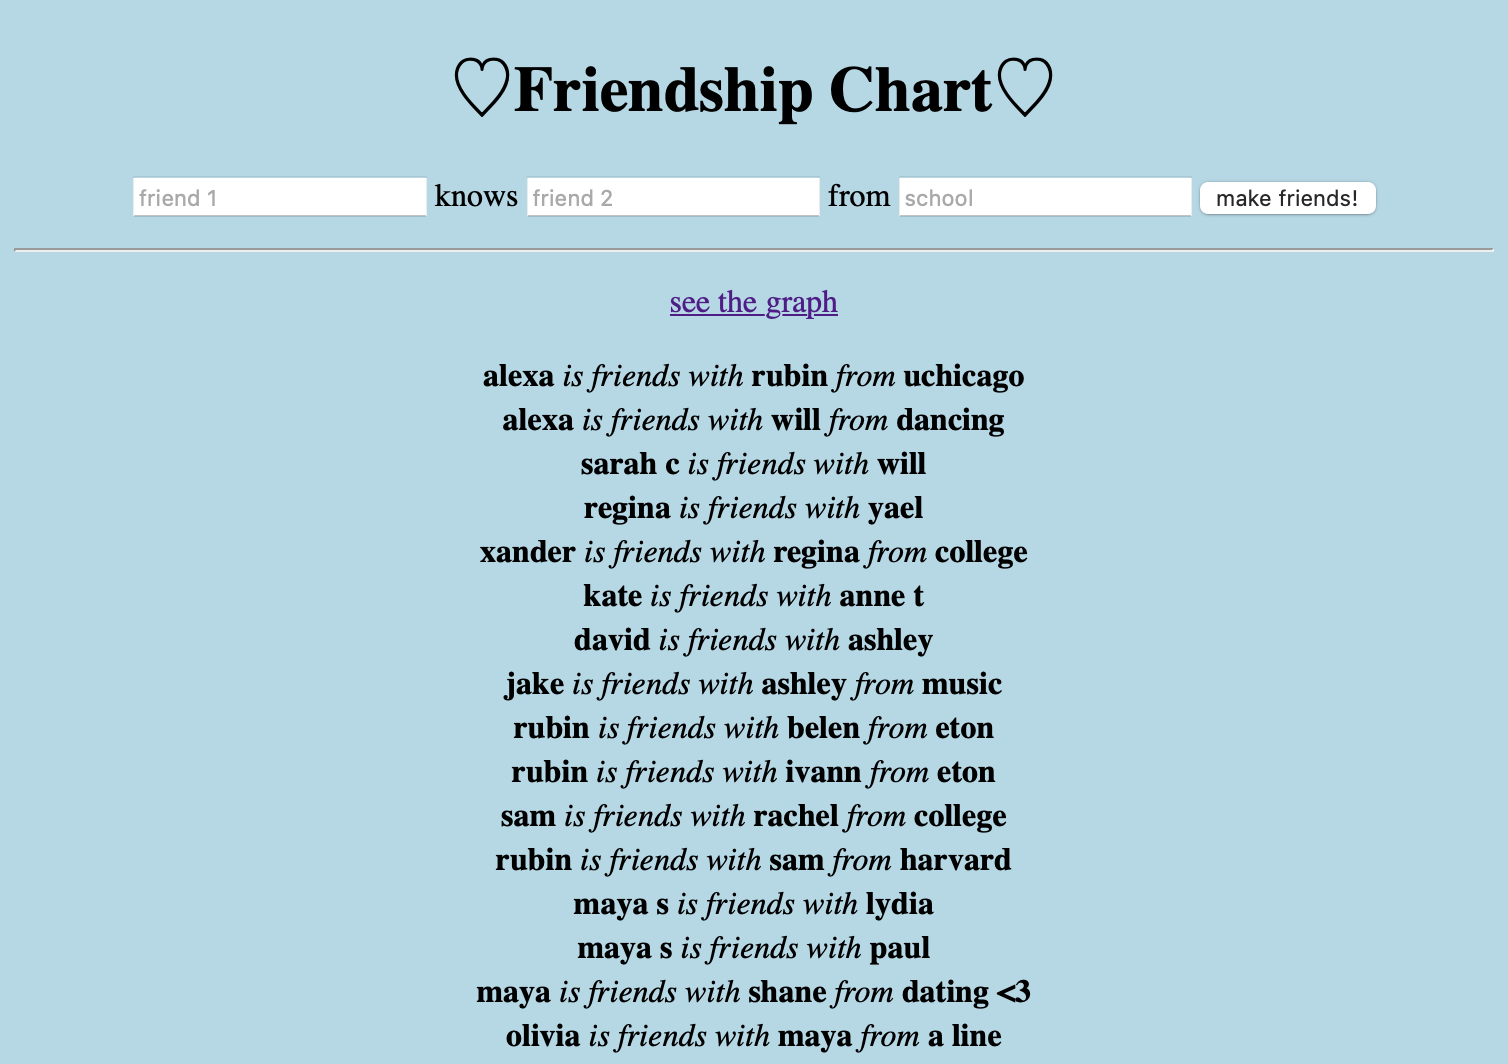 ♡Friendship Chart♡
friend 1 knows friend 2 from school make friends!
see the graph
alexa is friends with rubin from uchicago
alexa is friends with will from dancing
sarah c is friends with will
regina is friends with yael
xander is friends with regina from college
kate is friends with anne t
david is friends with ashley
jake is friends with ashley from music
rubin is friends with belen from eton
rubin is friends with ivann from eton
sam is friends with rachel from college
rubin is friends with sam from harvard
maya s is friends with lydia
maya s is friends with paul
maya is friends with shane from dating <3
olivia is friends with maya from a line